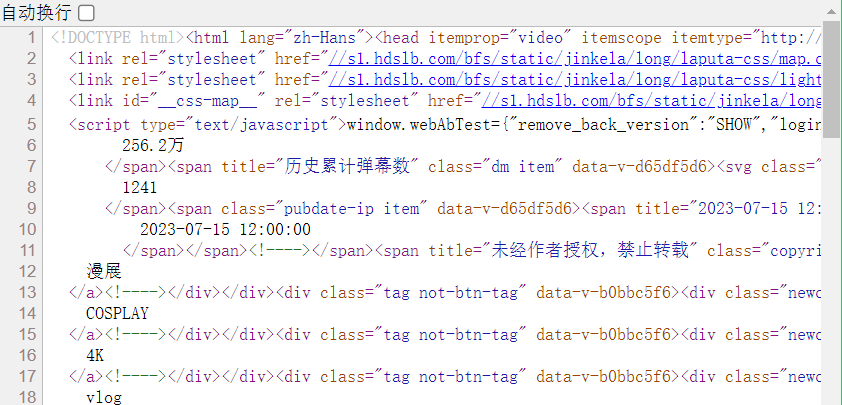 自动换行
1 <!DOCTYPE html><html lang="zh-Hans"><head itemprop="video" itemscope itemtype="http://
2 <link rel="stylesheet" href="//s1.hdslb.com/bfs/static/jinkela/long/laputa-css/map.c
3 <link rel="stylesheet" href="//s1.hdslb.com/bfs/static/jinkela/long/laputa-css/light
4 <link id="__css-map__" rel="stylesheet" href="//s1.hdslb.com/bfs/static/jinkela/long
5 <script type="text/javascript">window.webAbTest={"remove_back_version":"SHOW","login
6 256.2万
7 </span><span title="历史累计弹幕数" class="dm item" data-v-d65df5d6><svg class="
8 1241
9 </span><span class="pubdate-ip item" data-v-d65df5d6><span title="2023-07-15 12:
10 2023-07-15 12:00:00
11 </span></span><!----></span><span title="未经作者授权，禁止转载" class="copyri
12 漫展
13 </a><!----></div></div><div class="tag not-btn-tag" data-v-b0bbc5f6><div class="newc
14 COSPLAY
15 </a><!----></div></div><div class="tag not-btn-tag" data-v-b0bbc5f6><div class="newc
16 4K
17 </a><!----></div></div><div class="tag not-btn-tag" data-v-b0bbc5f6><div class="newc
18 vlog